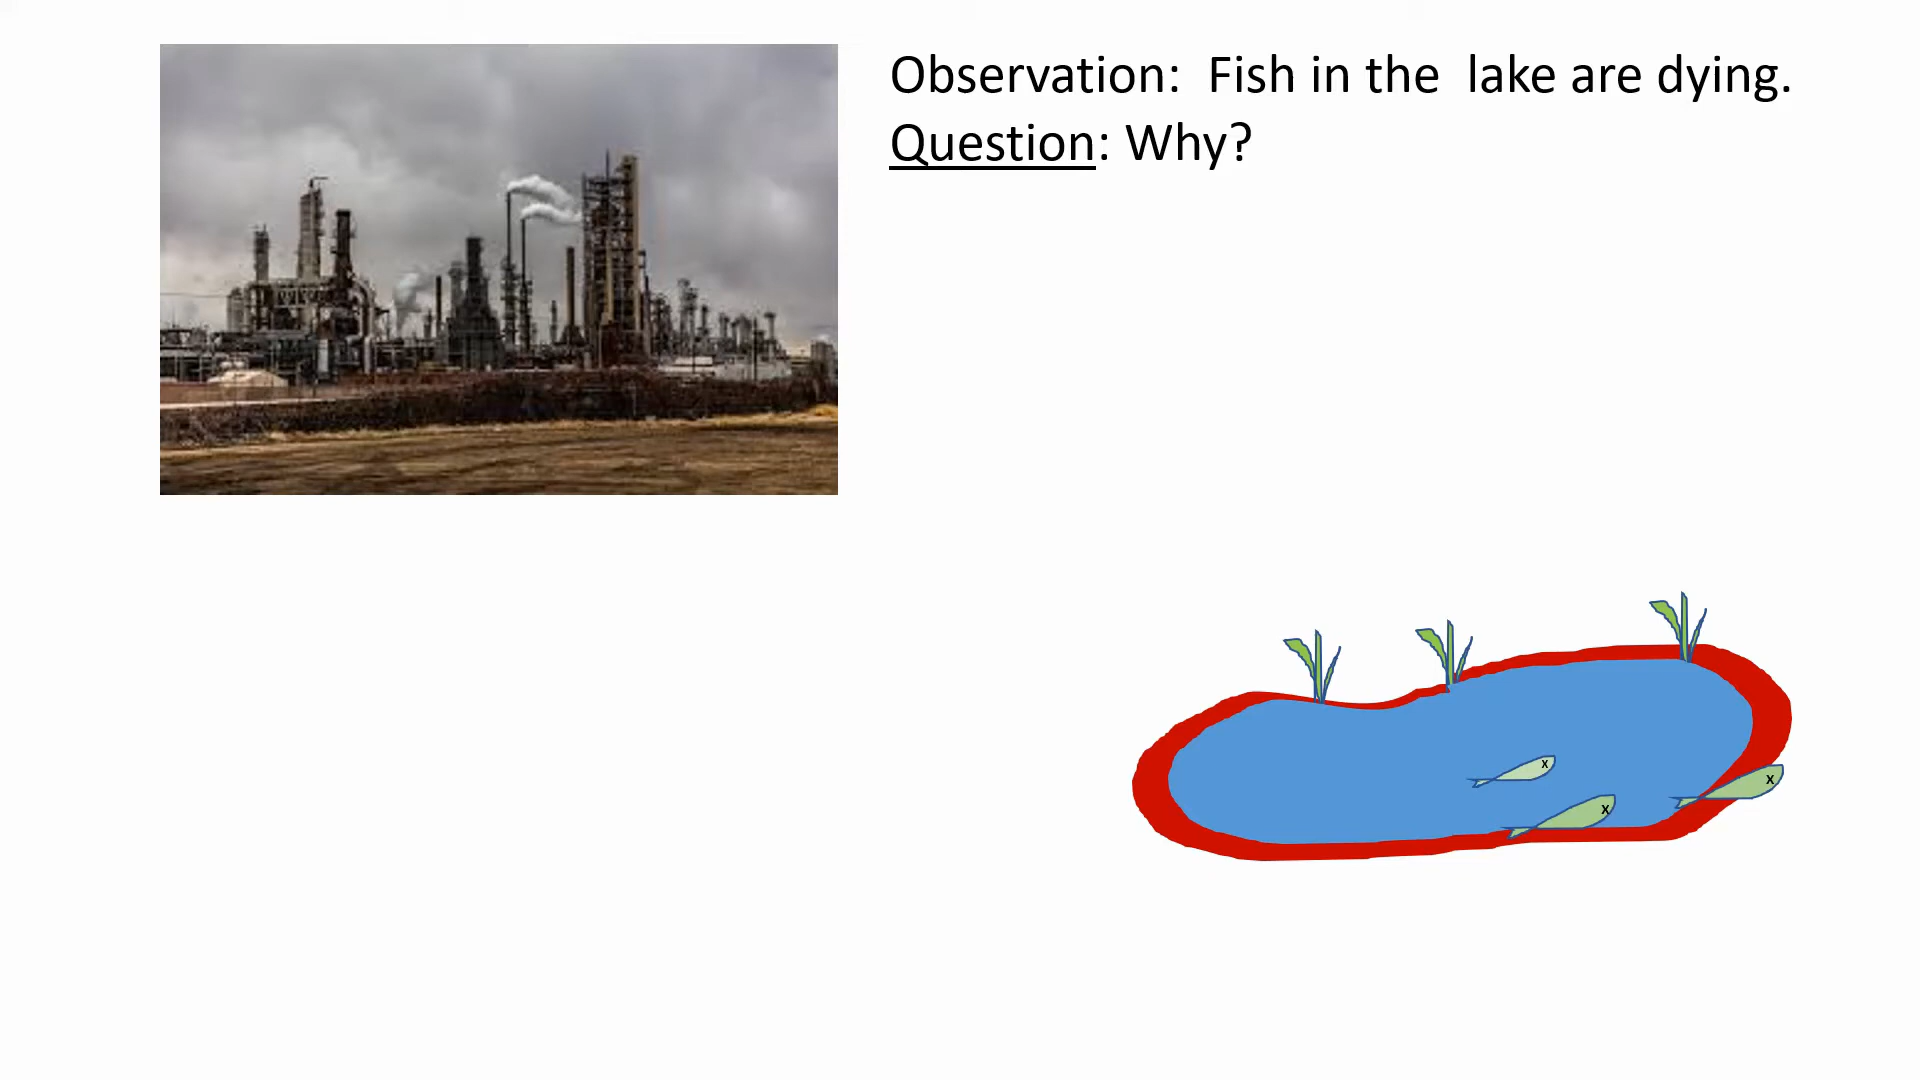 Observation:  Fish in the  lake are dying.
Question: Why?
x
x
x